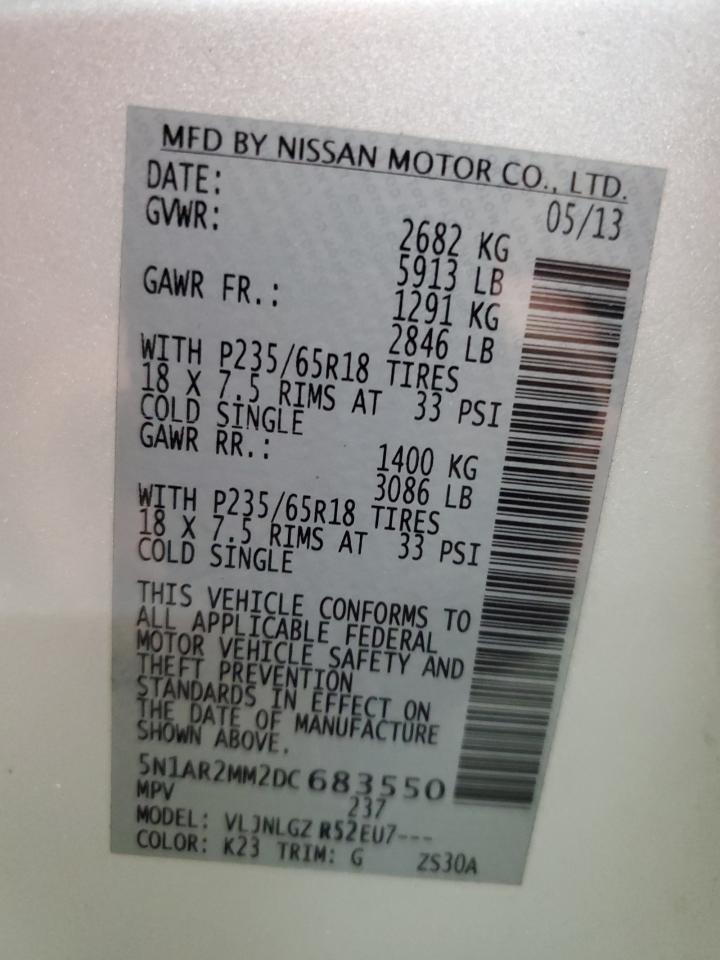 MFD BY NISSAN MOTOR CO., LTD.
DATE: 05/13
GVWR: 2682 KG
5913 LB
GAWR FR.: 1291 KG
2846 LB
WITH P235/65R18 TIRES
18 X 7.5 RIMS AT 33 PSI
COLD SINGLE
GAWR RR.: 1400 KG
3086 LB
WITH P235/65R18 TIRES
18 X 7.5 RIMS AT 33 PSI
COLD SINGLE
THIS VEHICLE CONFORMS TO
ALL APPLICABLE FEDERAL
MOTOR VEHICLE SAFETY AND
THEFT PREVENTION
STANDARDS IN EFFECT ON
THE DATE OF MANUFACTURE
SHOWN ABOVE.
5N1AR2MM2DC 683550
MPV 237
MODEL: VLJNLGZ R52EU7---
COLOR: K23 TRIM: G ZS30A